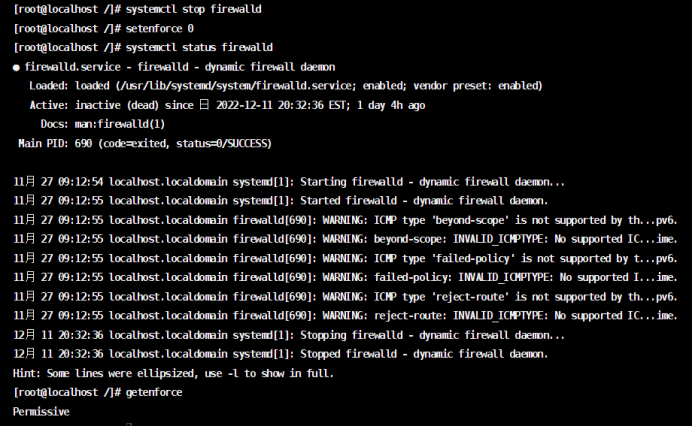 [root@localhost /]# systemctl stop firewalld
[root@localhost /]# setenforce 0
[root@localhost /]# systemctl status firewalld
● firewalld.service - firewalld - dynamic firewall daemon
   Loaded: loaded (/usr/lib/systemd/system/firewalld.service; enabled; vendor preset: enabled)
   Active: inactive (dead) since 日 2022-12-11 20:32:36 EST; 1 day 4h ago
     Docs: man:firewalld(1)
 Main PID: 690 (code=exited, status=0/SUCCESS)

11月 27 09:12:54 localhost.localdomain systemd[1]: Starting firewalld - dynamic firewall daemon...
11月 27 09:12:55 localhost.localdomain systemd[1]: Started firewalld - dynamic firewall daemon.
11月 27 09:12:55 localhost.localdomain firewalld[690]: WARNING: ICMP type 'beyond-scope' is not supported by th...pv6.
11月 27 09:12:55 localhost.localdomain firewalld[690]: WARNING: beyond-scope: INVALID_ICMPTYPE: No supported IC...ime.
11月 27 09:12:55 localhost.localdomain firewalld[690]: WARNING: ICMP type 'failed-policy' is not supported by t...pv6.
11月 27 09:12:55 localhost.localdomain firewalld[690]: WARNING: failed-policy: INVALID_ICMPTYPE: No supported I...ime.
11月 27 09:12:55 localhost.localdomain firewalld[690]: WARNING: ICMP type 'reject-route' is not supported by th...pv6.
11月 27 09:12:55 localhost.localdomain firewalld[690]: WARNING: reject-route: INVALID_ICMPTYPE: No supported IC...ime.
12月 11 20:32:36 localhost.localdomain systemd[1]: Stopping firewalld - dynamic firewall daemon...
12月 11 20:32:36 localhost.localdomain systemd[1]: Stopped firewalld - dynamic firewall daemon.
Hint: Some lines were ellipsized, use -l to show in full.
[root@localhost /]# getenforce
Permissive